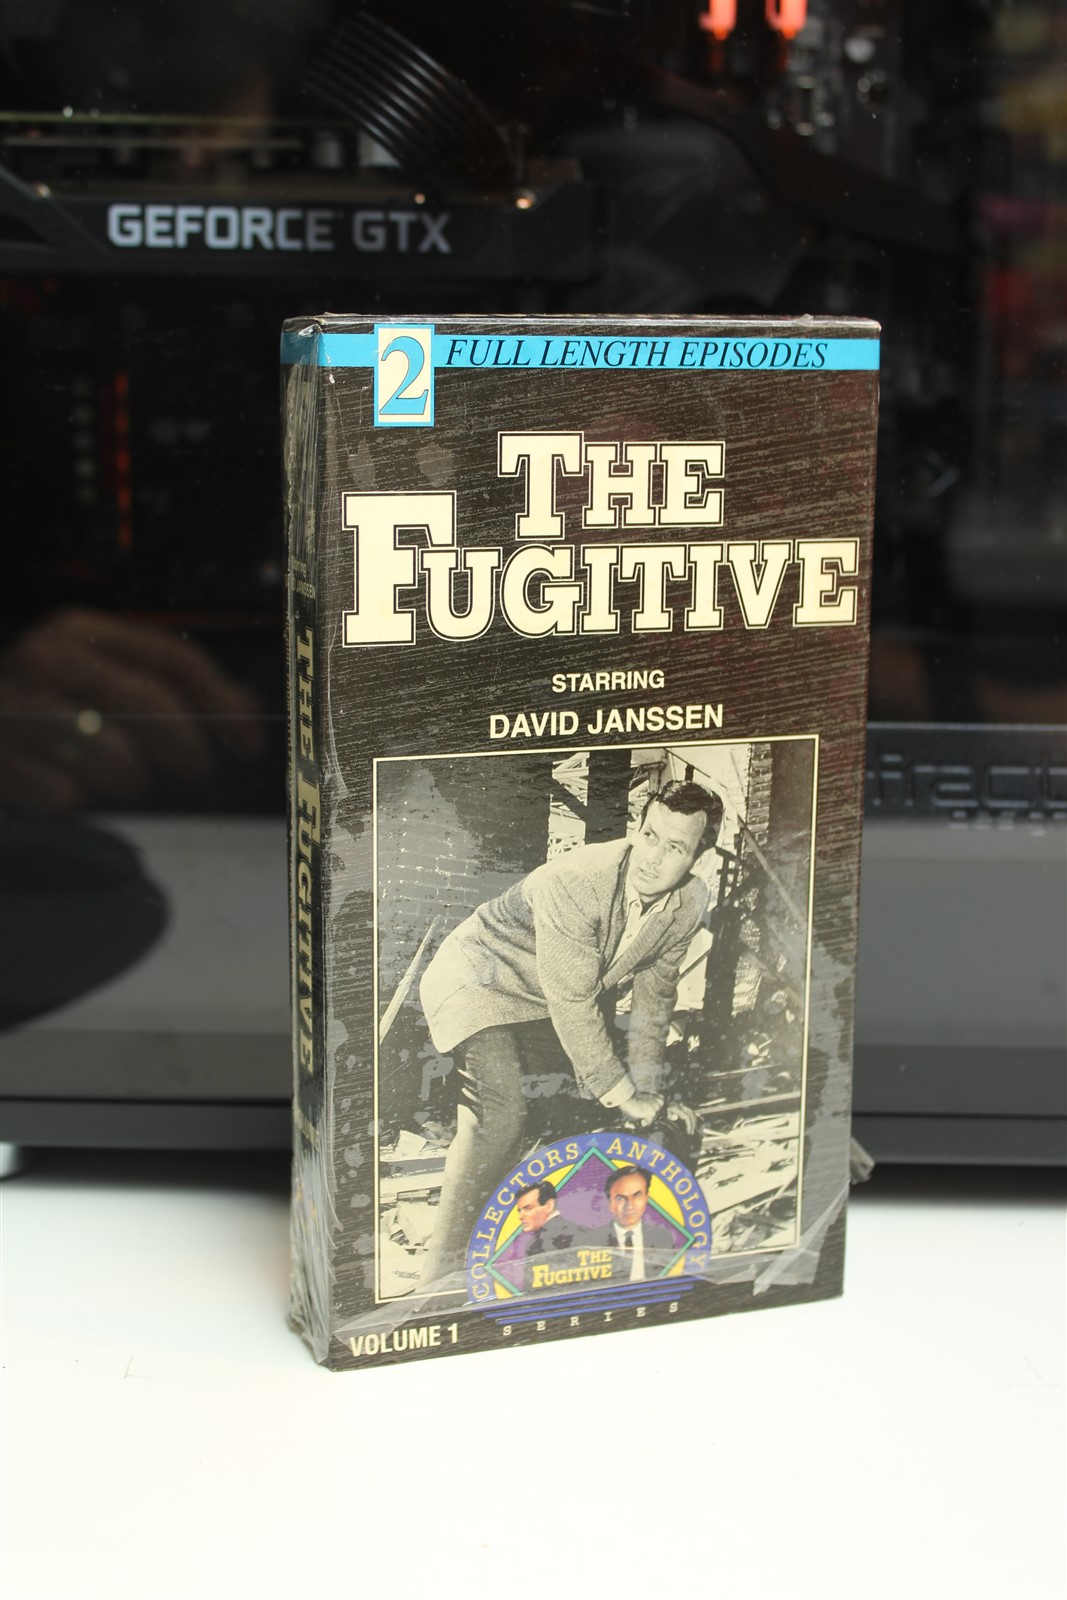 GEFORCE GTX
2 FULL LENGTH EPISODES
THE
FUGITIVE
STARRING
DAVID JANSSEN
COLLECTORS ANTHOLOGY
THE
FUGITIVE
SERIES
VOLUME 1
THE FUGITIVE
JANSSEN